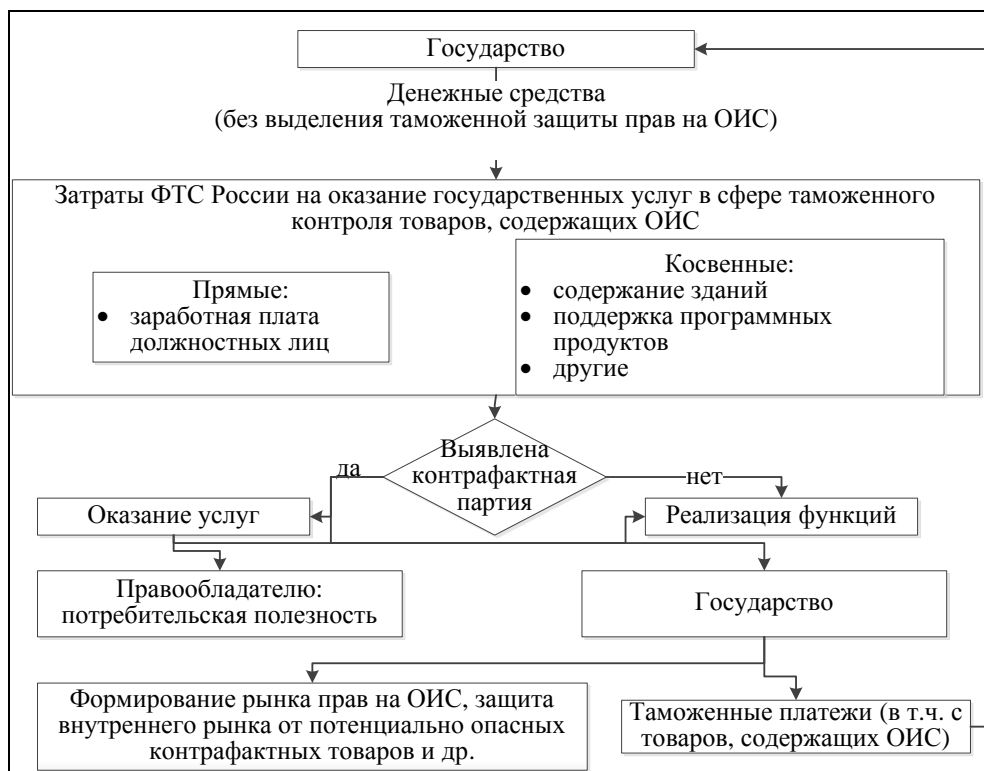 Государство
Денежные средства
(без выделения таможенной защиты прав на ОИС)
Затраты ФТС России на оказание государственных услуг в сфере таможенного
контроля товаров, содержащих ОИС
Прямые:
• заработная плата
должностных лиц
Косвенные:
• содержание зданий
• поддержка программных
продуктов
• другие
Выявлена
контрафактная
партия
да
нет
Оказание услуг
Реализация функций
Правообладателю:
потребительская полезность
Государство
Формирование рынка прав на ОИС, защита
внутреннего рынка от потенциально опасных
контрафактных товаров и др.
Таможенные платежи (в т.ч. с
товаров, содержащих ОИС)